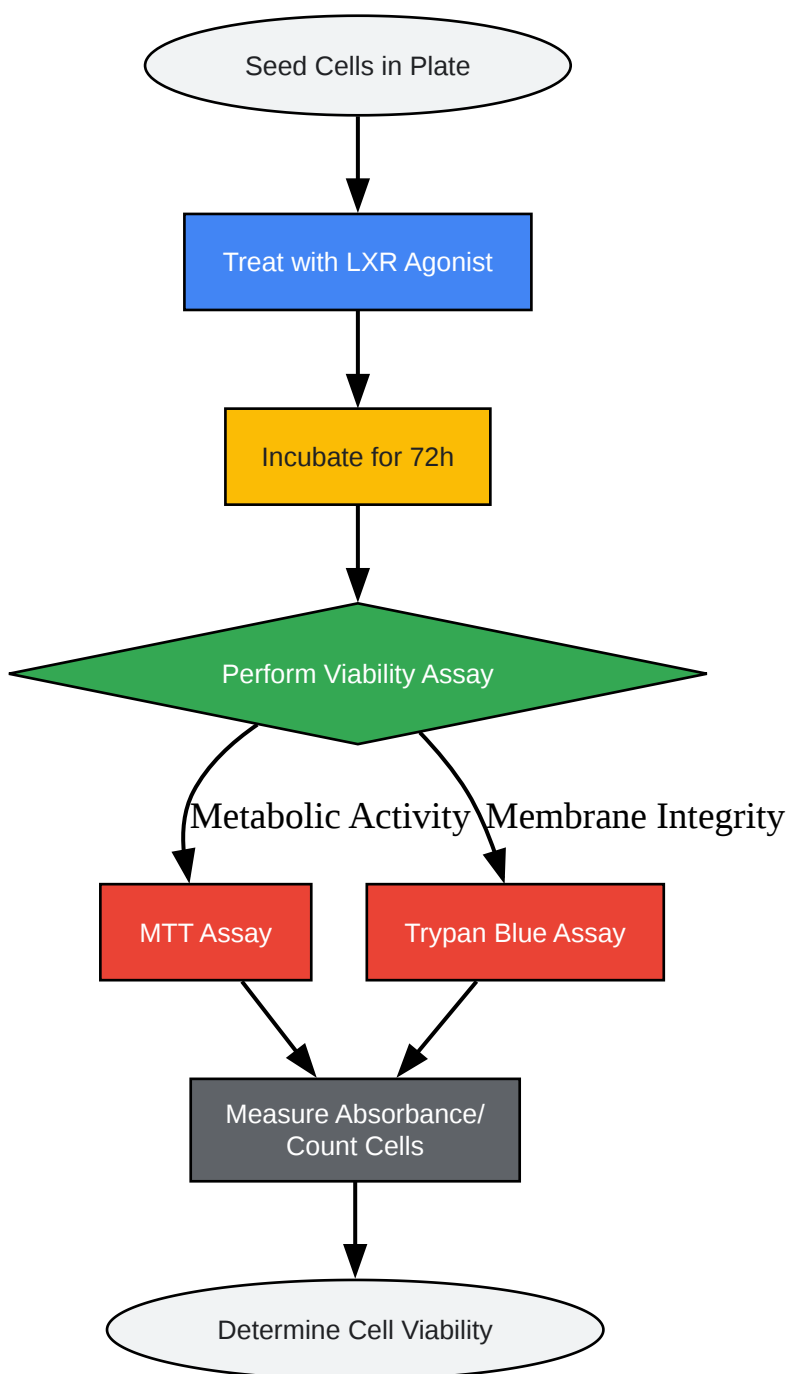 Seed Cells in Plate
Treat with LXR Agonist
Incubate for 72h
Perform Viability Assay
Metabolic Activity
Membrane Integrity
MTT Assay
Trypan Blue Assay
Measure Absorbance/
Count Cells
Determine Cell Viability